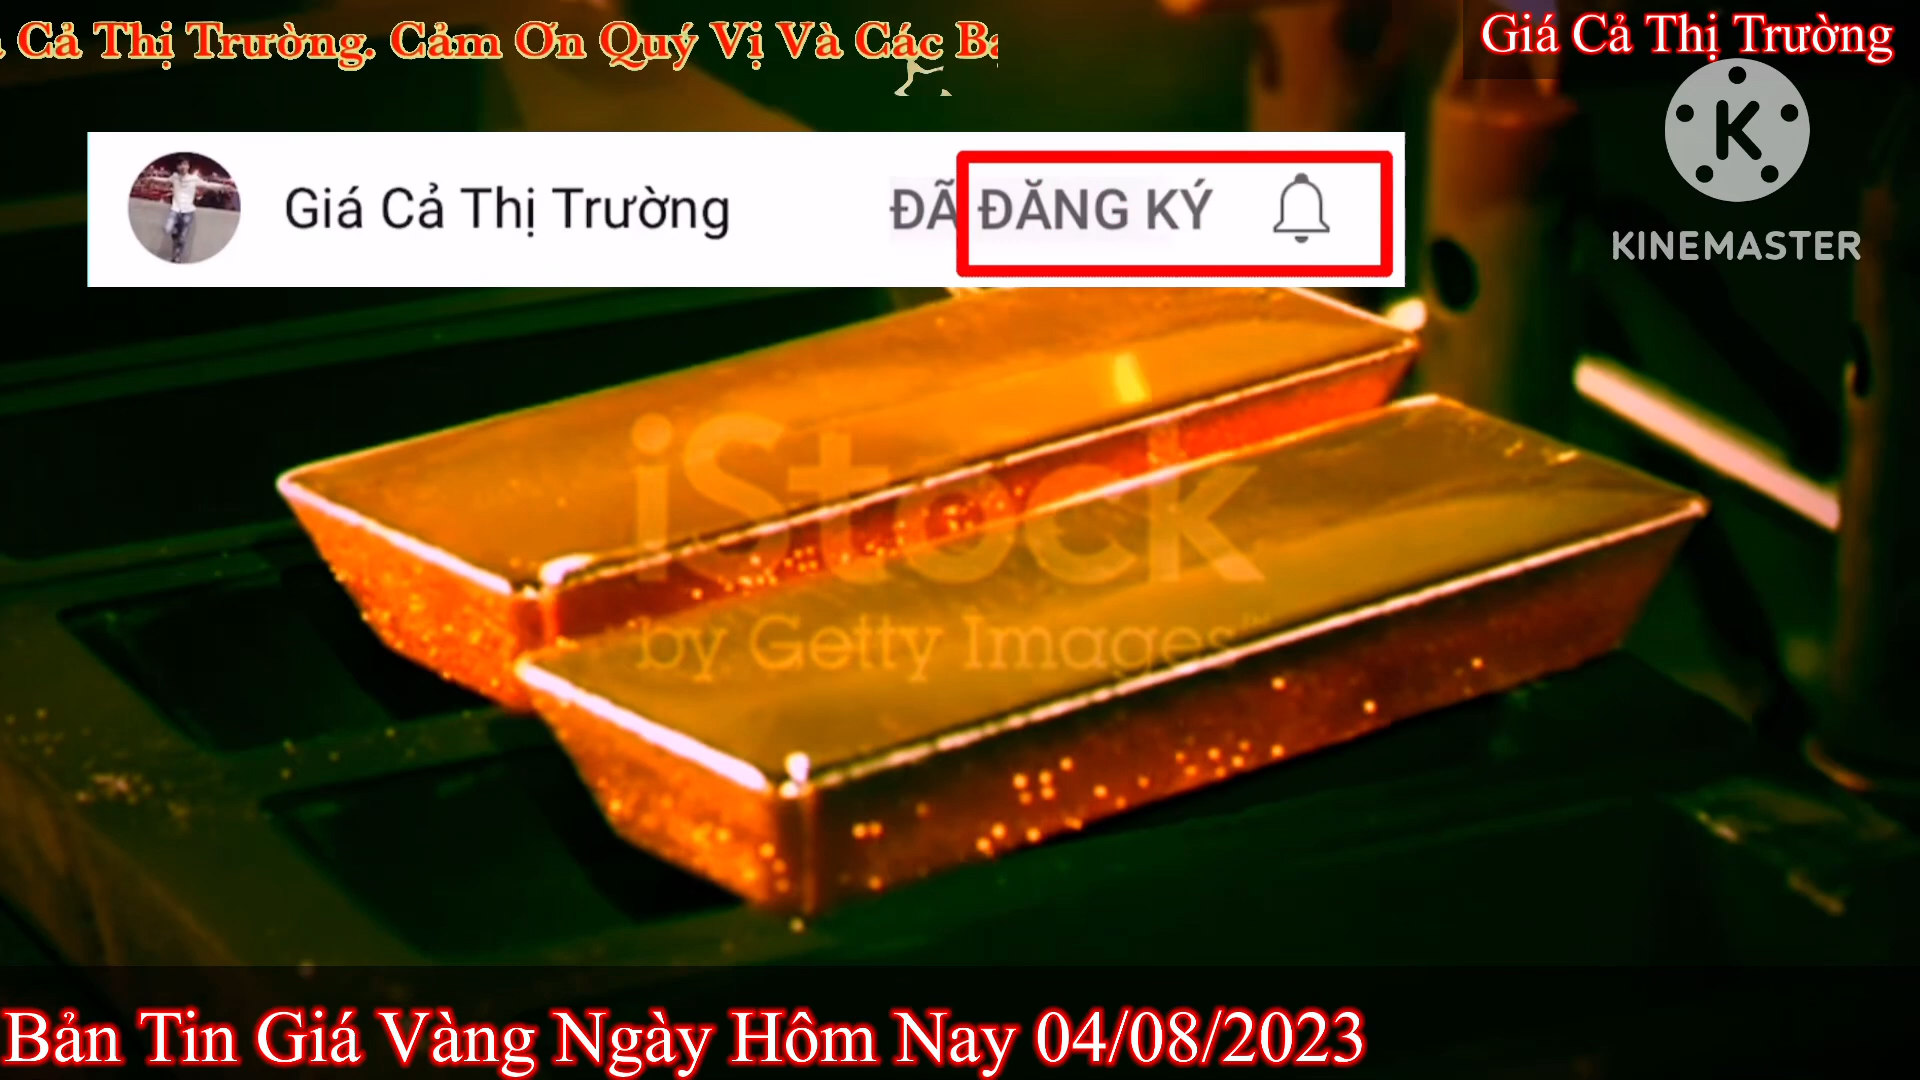 Cả Thị Trường. Cảm Ơn Quý Vị Và Các
Giá Cả Thị Trường
K
KINEMASTER
Giá Cả Thị Trường ĐÃ ĐĂNG KÝ
iStock
by Getty Images™
Bản Tin Giá Vàng Ngày Hôm Nay 04/08/2023